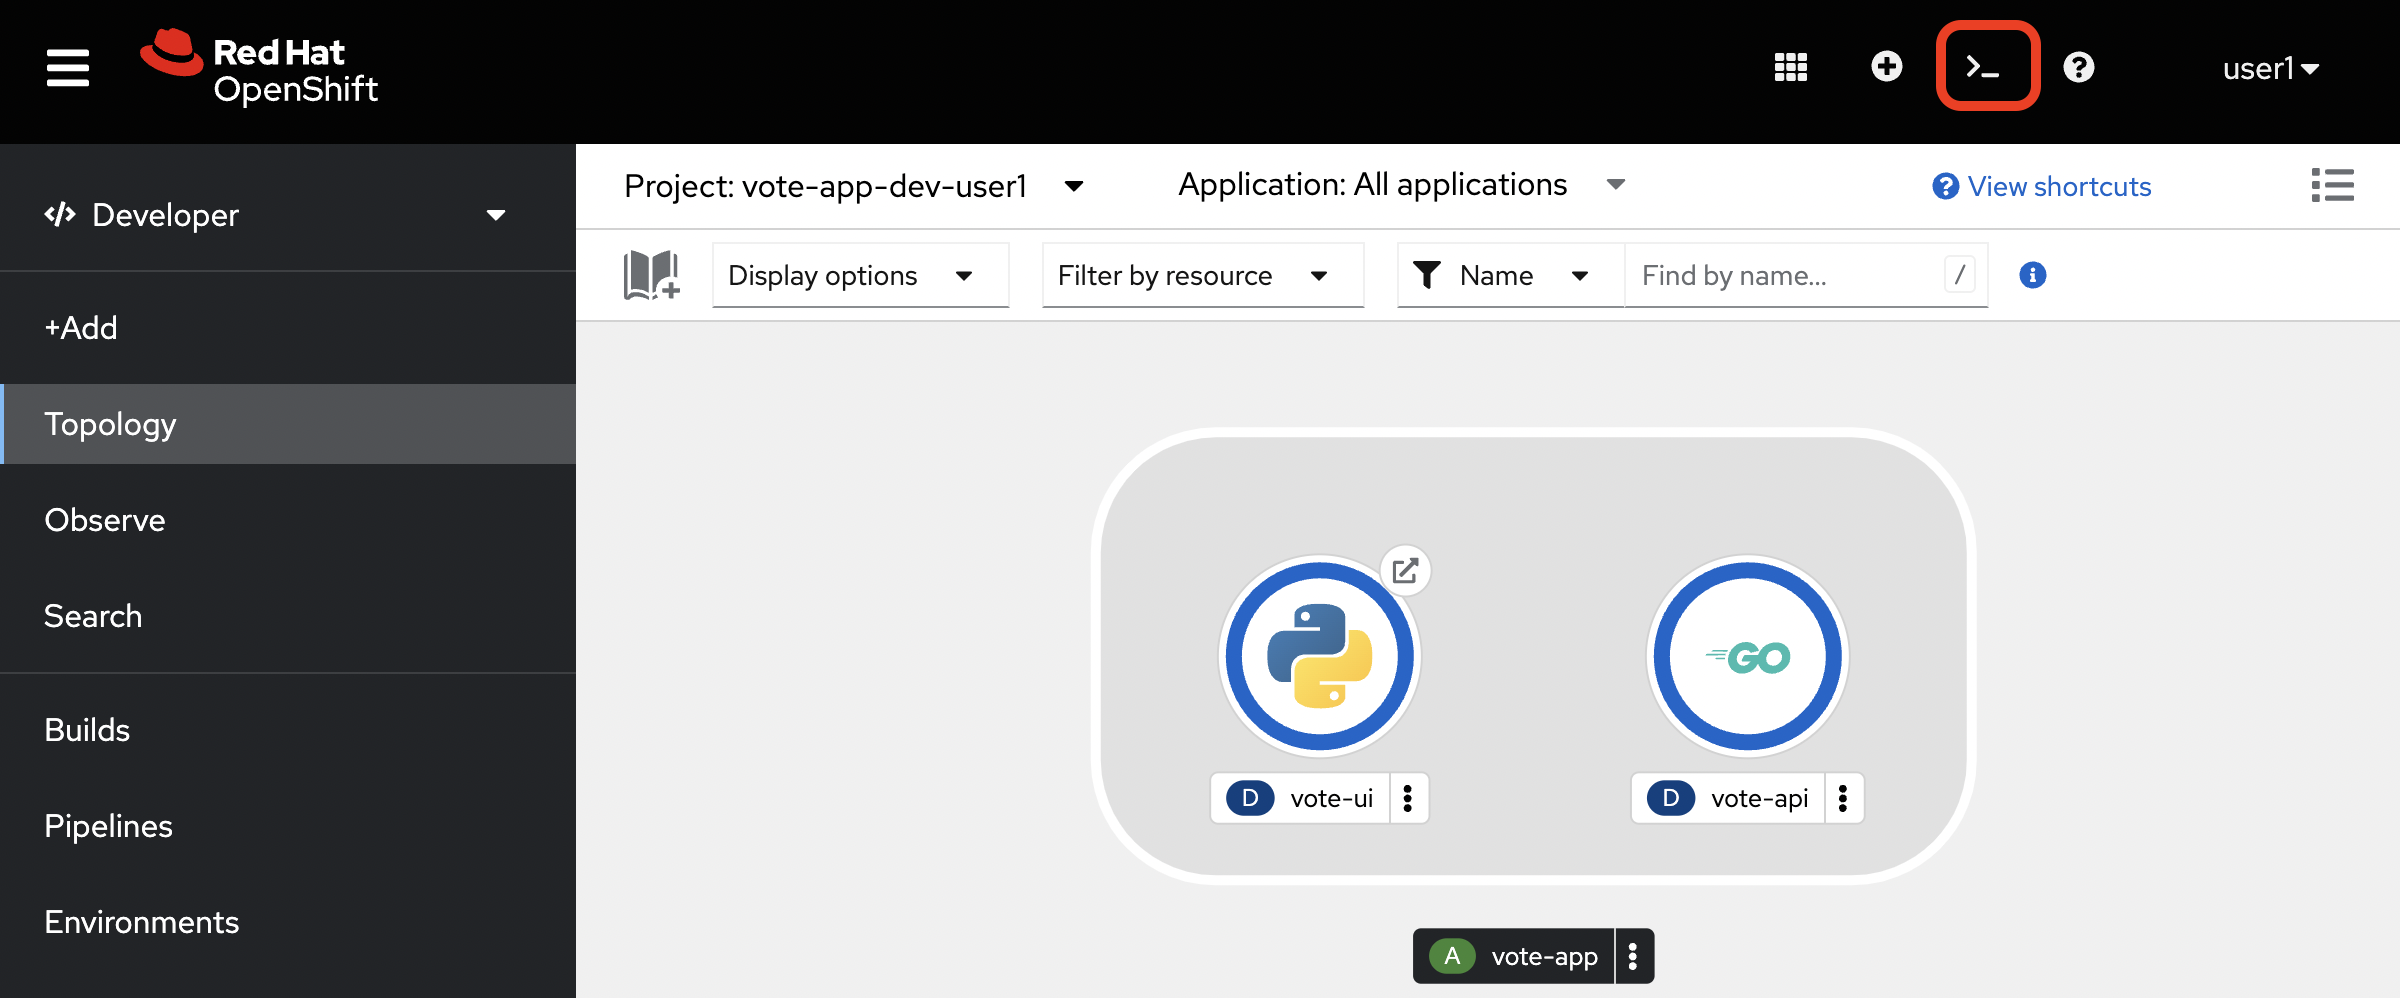 Red Hat
OpenShift
>_
user1
</> Developer
+Add
Topology
Observe
Search
Builds
Pipelines
Environments
Project: vote-app-dev-user1
Application: All applications
View shortcuts
Display options
Filter by resource
Name
Find by name...
/
GO
D vote-ui
D vote-api
A vote-app